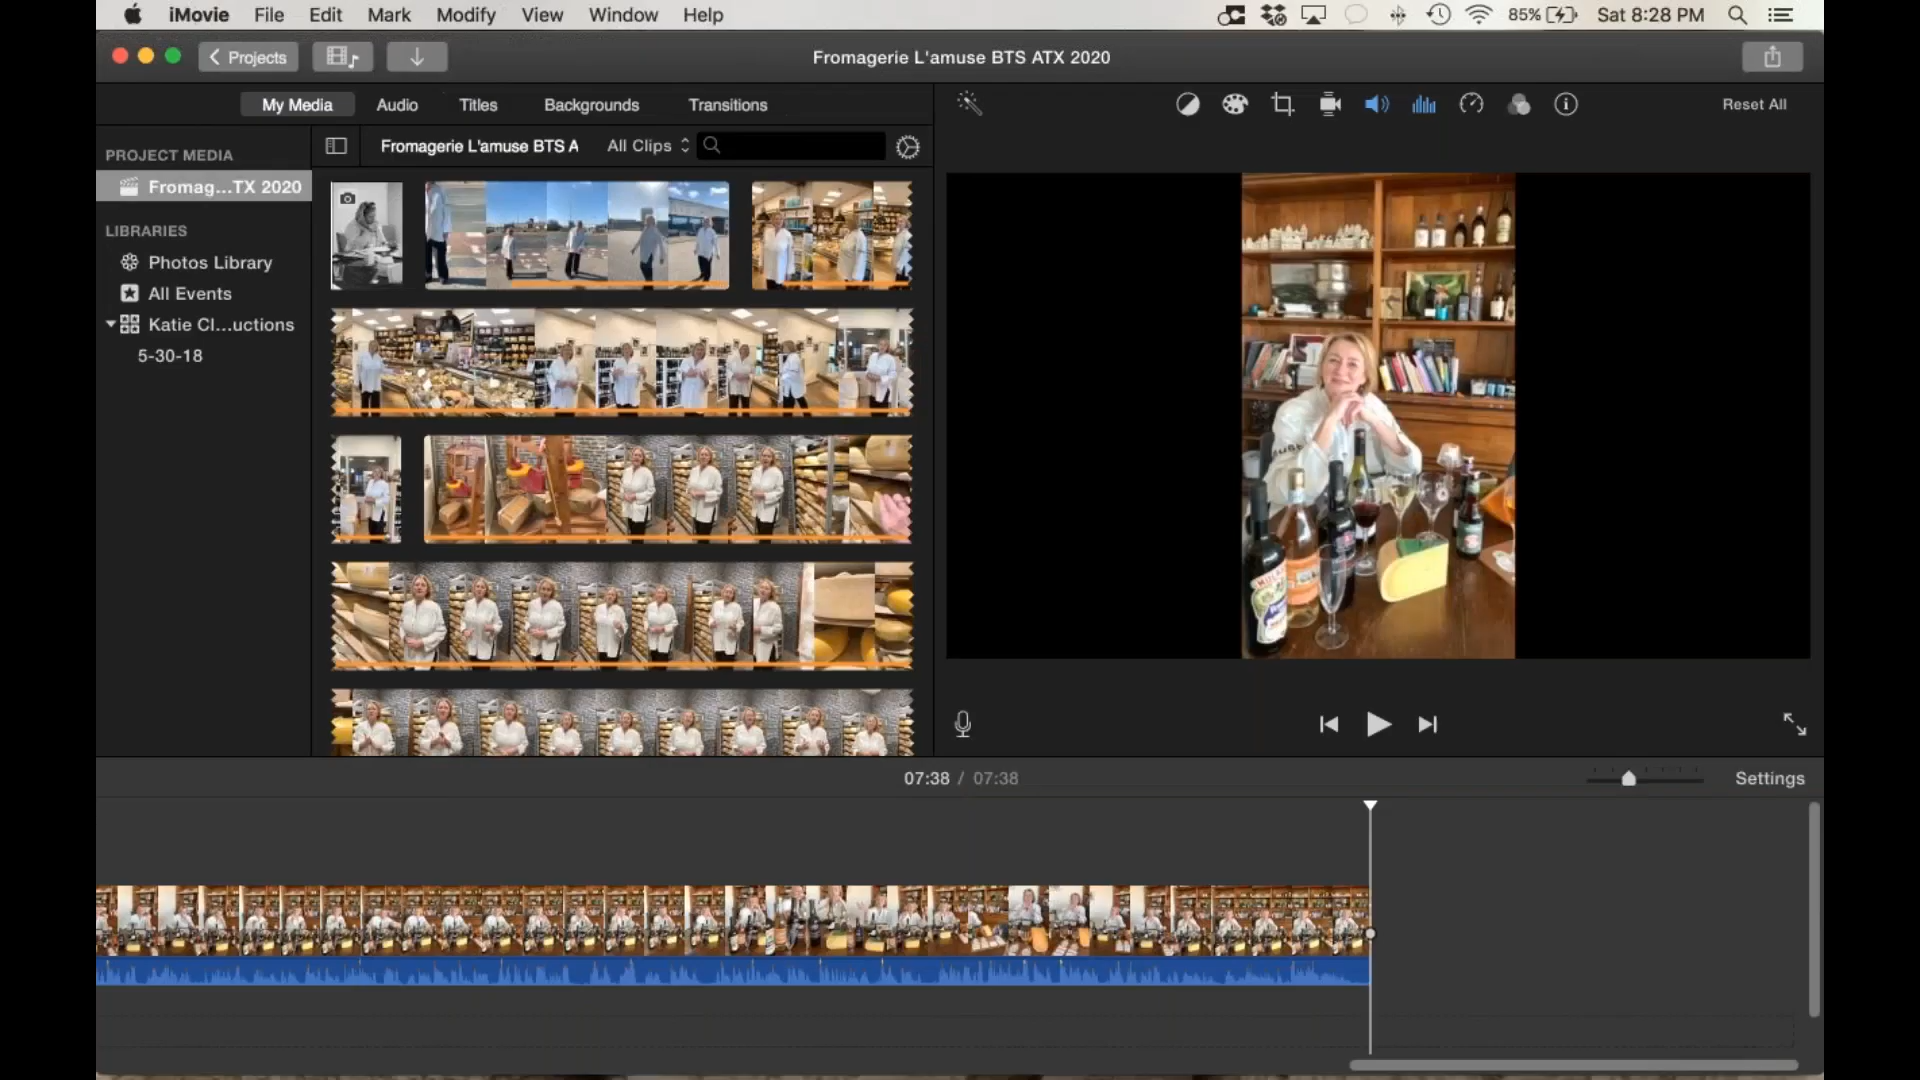 iMovie File Edit Mark Modify View Window Help 85% Sat 8:28 PM
Projects Fromagerie L'amuse BTS ATX 2020
My Media Audio Titles Backgrounds Transitions Reset All
PROJECT MEDIA
Fromagerie L'amuse BTS A All Clips
Fromag...TX 2020
LIBRARIES
Photos Library
All Events
Katie Cl...uctions
5-30-18
07:38 / 07:38 Settings